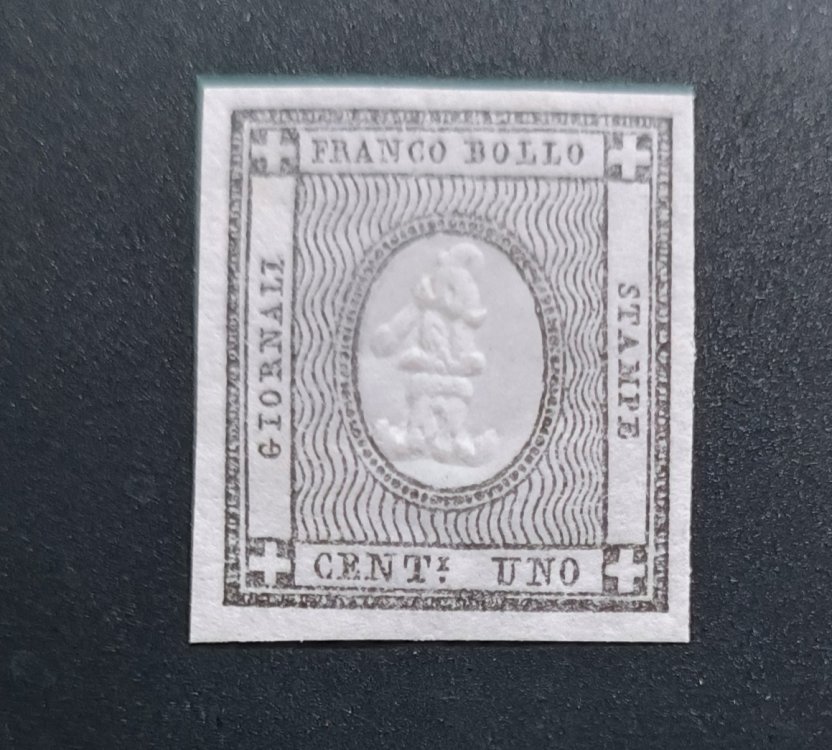 FRANCO BOLLO
GIORNALI
STAMPE
CENT.I UNO